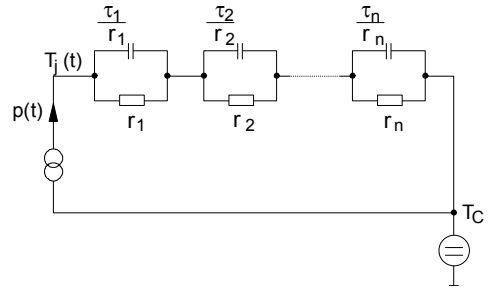 τ1 τ2 τn
r1 r2 rn
Tj(t)
p(t)
r1 r2 rn
TC